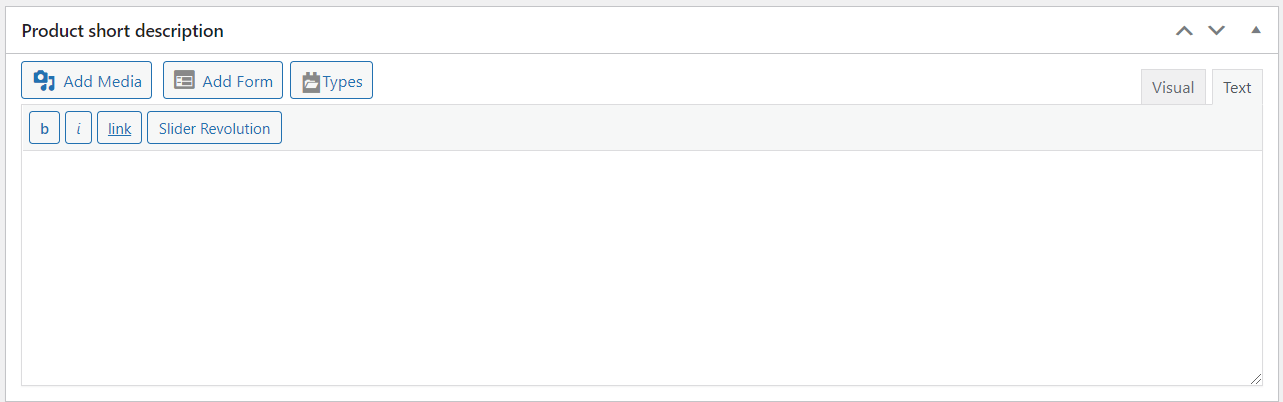 Product short description
Add Media Add Form Types Visual Text
b i link Slider Revolution